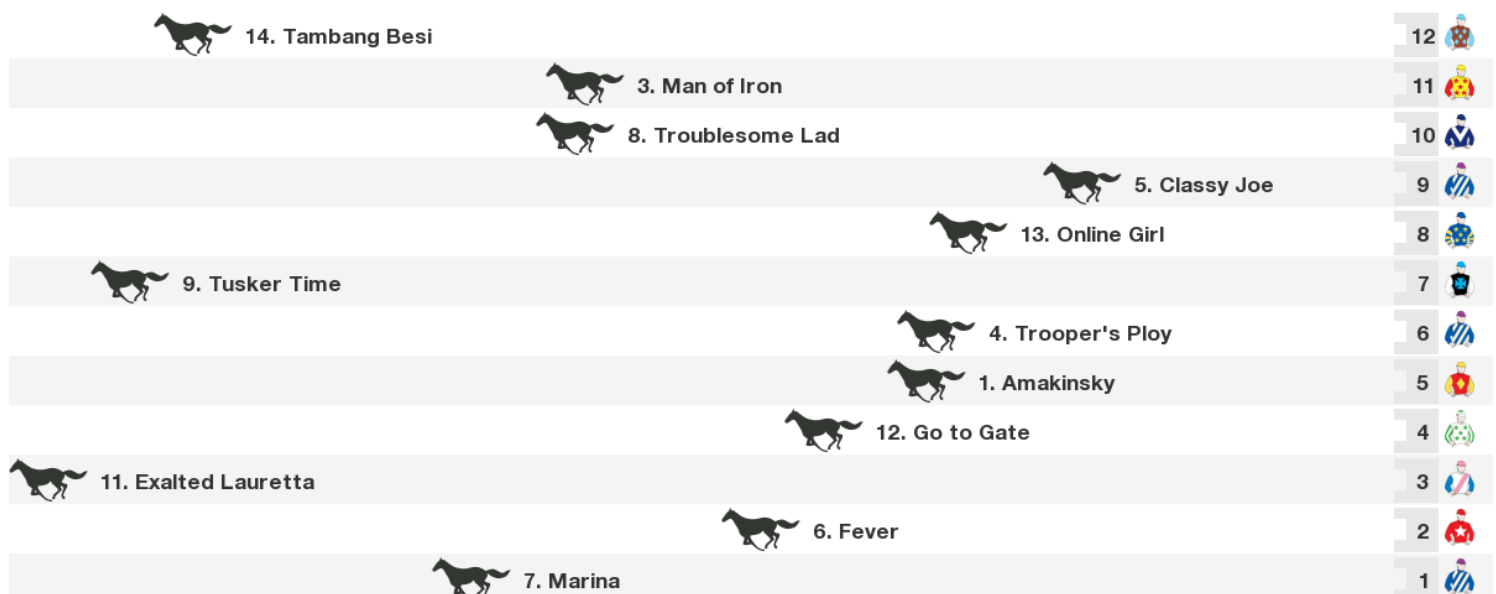 14. Tambang Besi 12
3. Man of Iron 11
8. Troublesome Lad 10
5. Classy Joe 9
13. Online Girl 8
9. Tusker Time 7
4. Trooper's Ploy 6
1. Amakinsky 5
12. Go to Gate 4
11. Exalted Lauretta 3
6. Fever 2
7. Marina 1